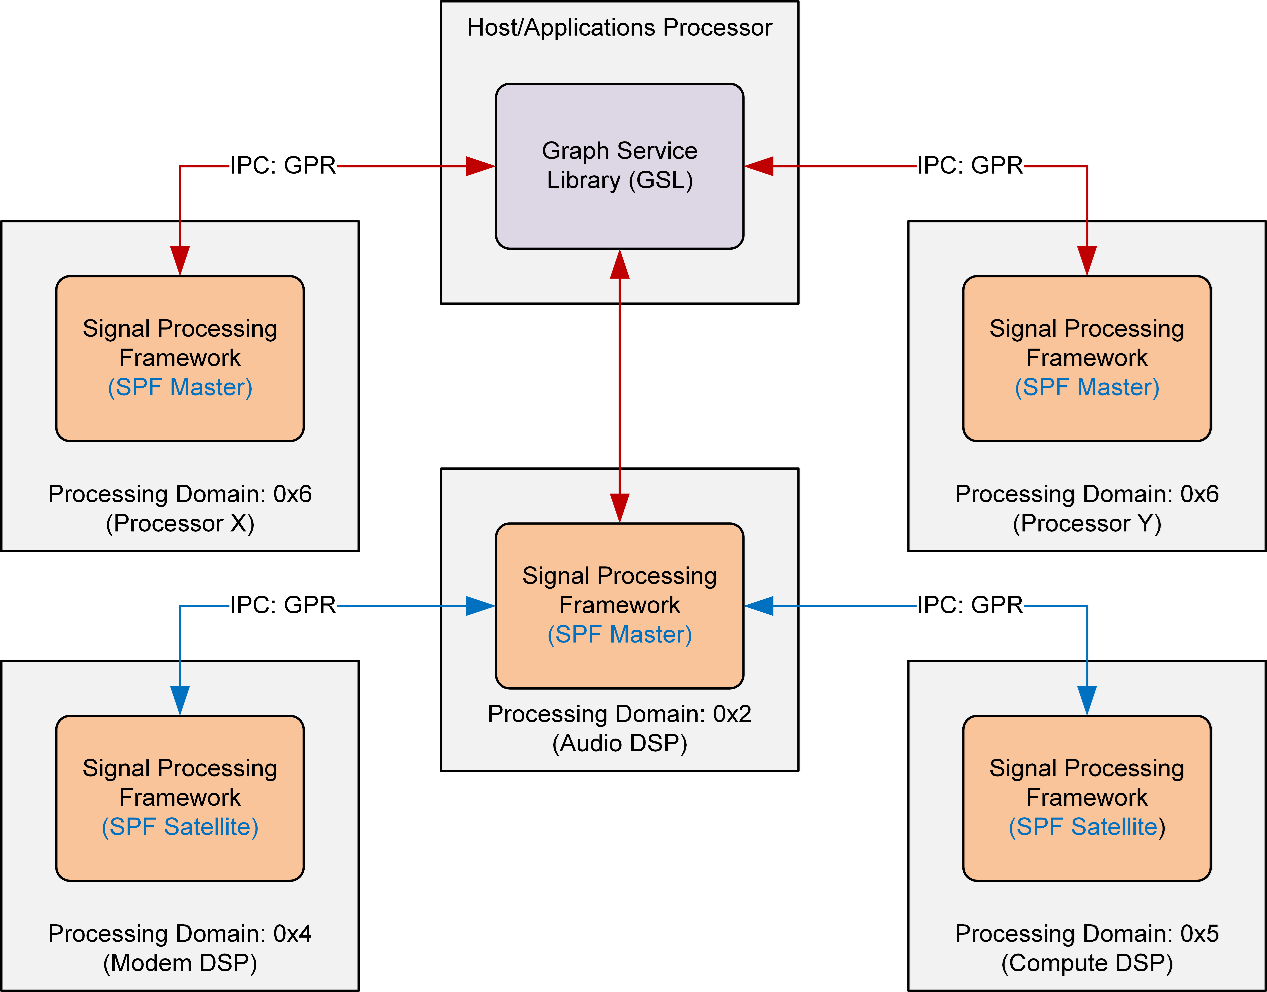 Host/Applications Processor
Graph Service
Library (GSL)
IPC: GPR
IPC: GPR
Signal Processing
Framework
(SPF Master)
Processing Domain: 0x6
(Processor X)
Signal Processing
Framework
(SPF Master)
Processing Domain: 0x6
(Processor Y)
Signal Processing
Framework
(SPF Master)
Processing Domain: 0x2
(Audio DSP)
IPC: GPR
IPC: GPR
Signal Processing
Framework
(SPF Satellite)
Processing Domain: 0x4
(Modem DSP)
Signal Processing
Framework
(SPF Satellite)
Processing Domain: 0x5
(Compute DSP)